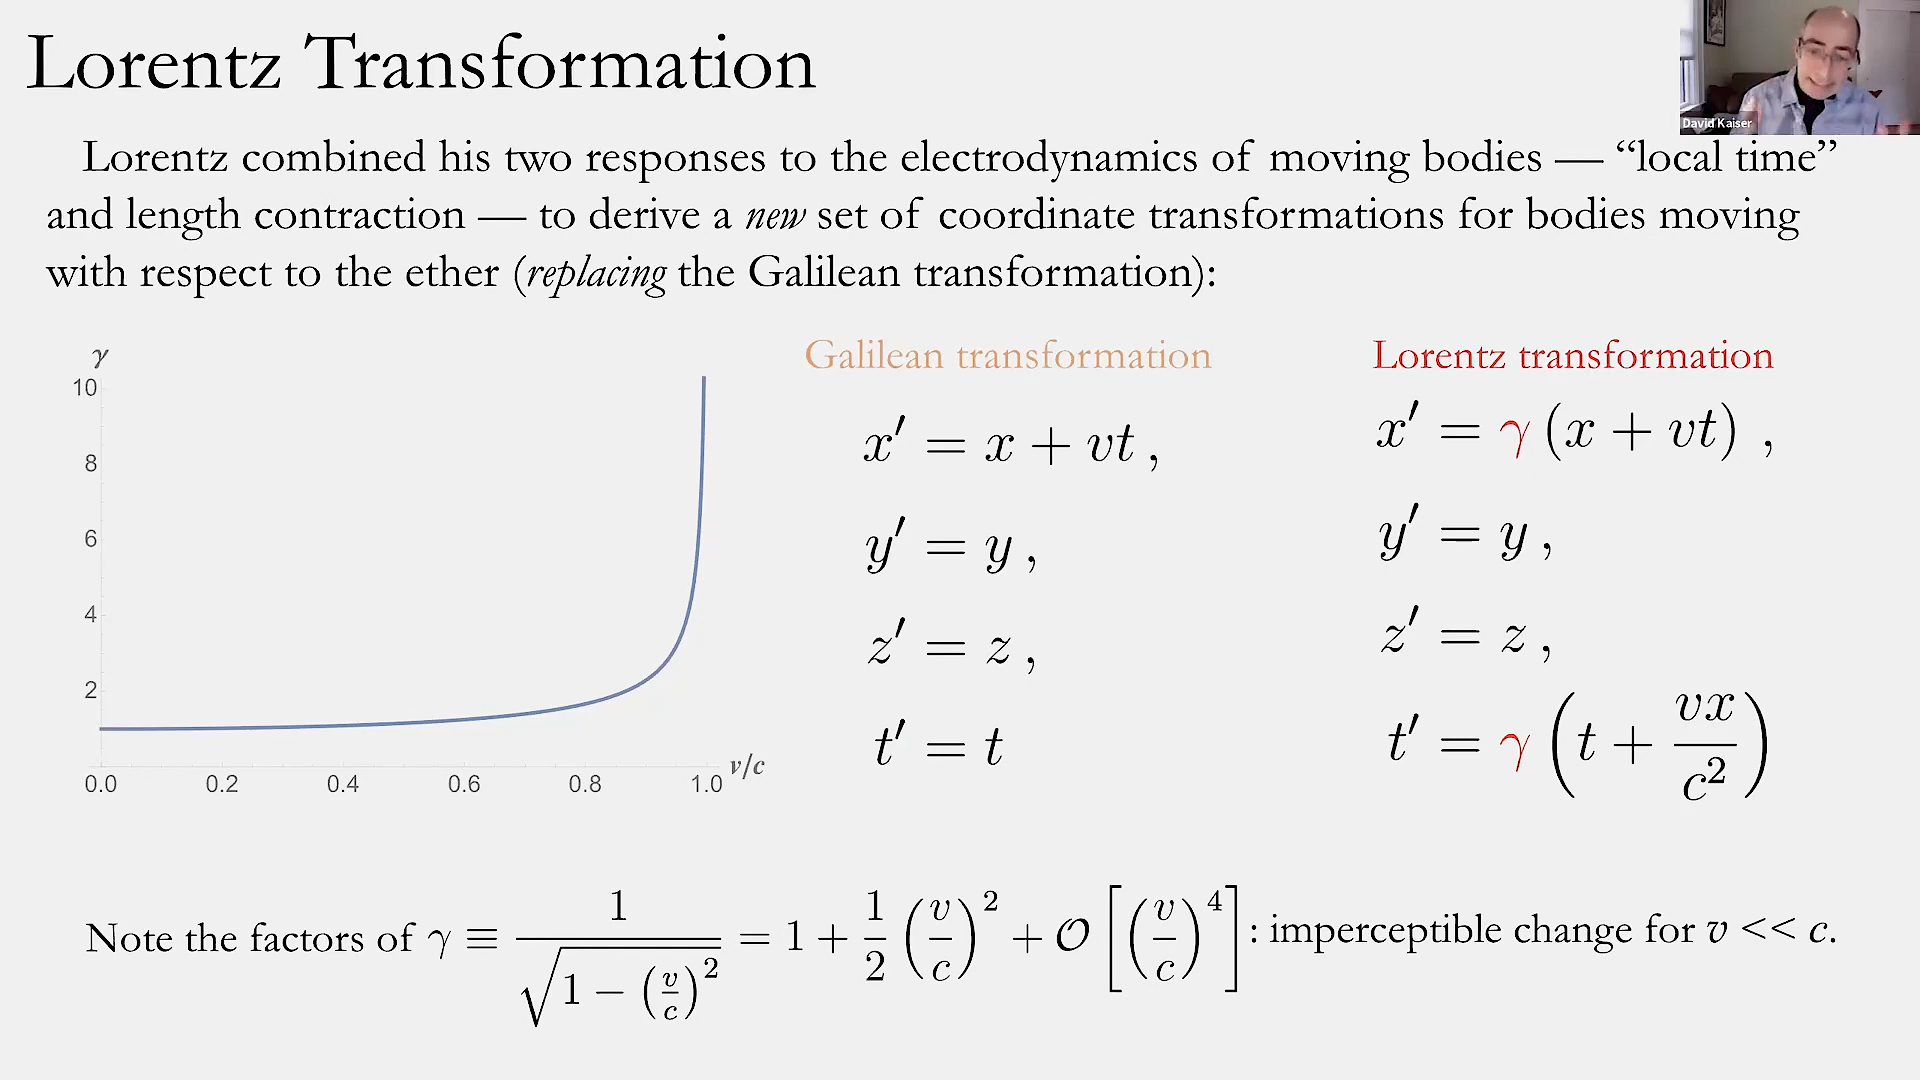 Lorentz Transformation
David Kaiser
Lorentz combined his two responses to the electrodynamics of moving bodies — “local time”
and length contraction — to derive a new set of coordinate transformations for bodies moving
with respect to the ether (replacing the Galilean transformation):
γ
10
8
6
4
2
0.0 0.2 0.4 0.6 0.8 1.0 v/c
Galilean transformation
x′ = x + vt ,
y′ = y ,
z′ = z ,
t′ = t
Lorentz transformation
x′ = γ (x + vt) ,
y′ = y ,
z′ = z ,
t′ = γ (t + vx/c²)
Note the factors of γ ≡ 1/√(1 − (v/c)²) = 1 + 1/2 (v/c)² + 𝒪[(v/c)⁴] : imperceptible change for v << c.